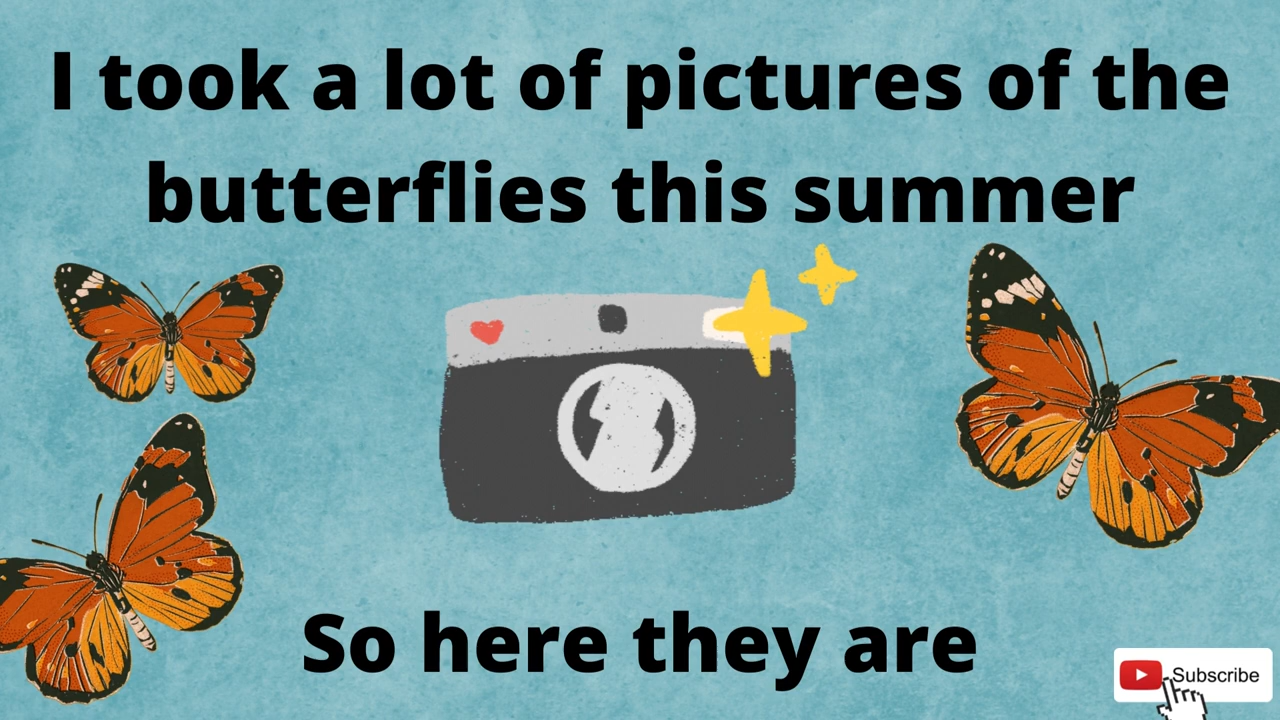 I took a lot of pictures of the
butterflies this summer
So here they are
Subscribe